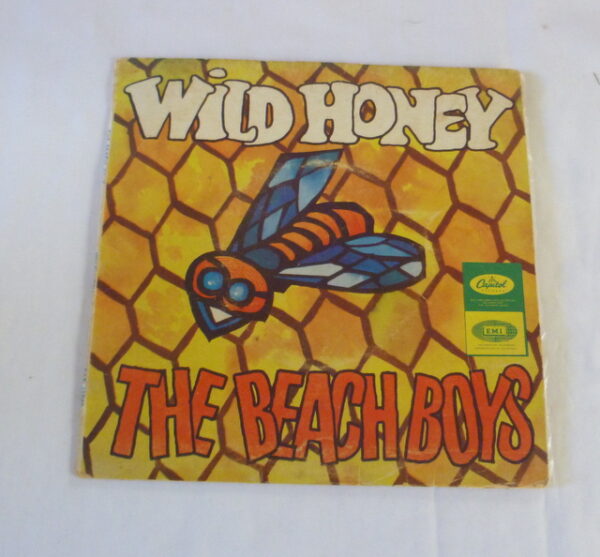 WiLD HONEY
Capitol
EMI
THE BEACH BOYS